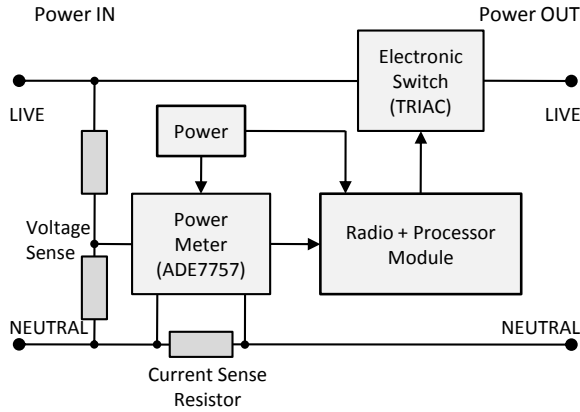 Power IN
Power OUT
Electronic
Switch
(TRIAC)
LIVE
LIVE
Power
Voltage
Sense
Power
Meter
(ADE7757)
Radio + Processor
Module
NEUTRAL
NEUTRAL
Current Sense
Resistor